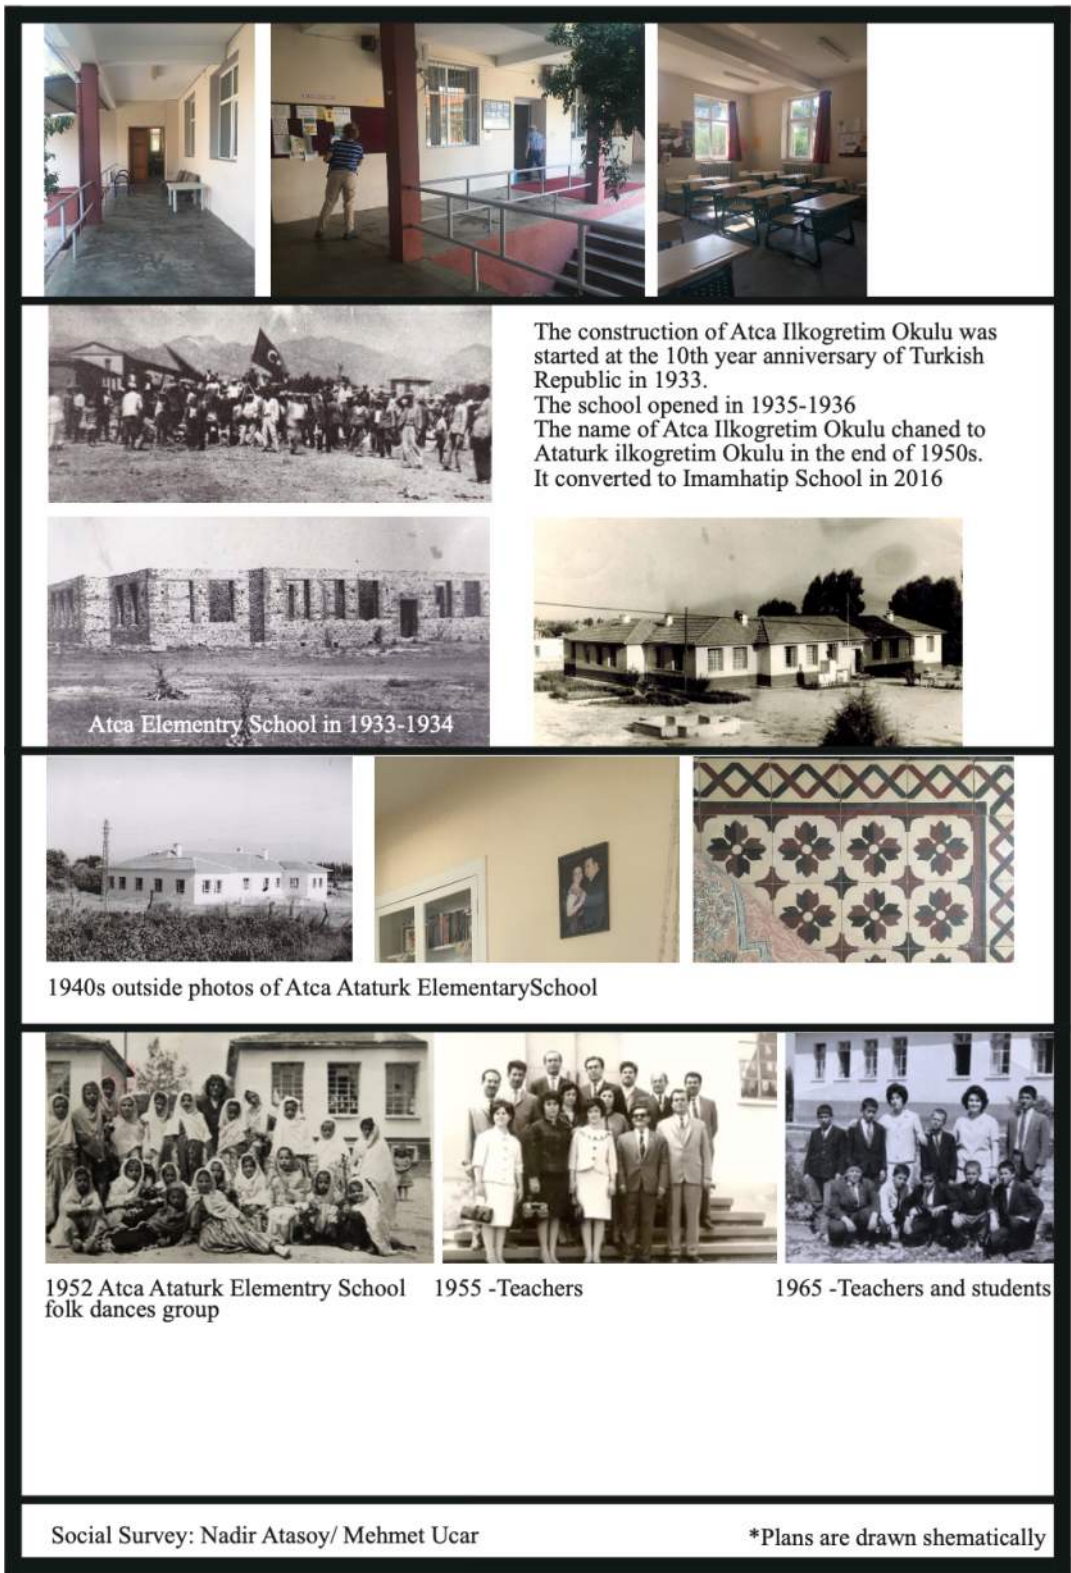 The construction of Atca Ilkogretim Okulu was
started at the 10th year anniversary of Turkish
Republic in 1933.
The school opened in 1935-1936
The name of Atca Ilkogretim Okulu chaned to
Ataturk ilkogretim Okulu in the end of 1950s.
It converted to Imamhatip School in 2016
Atca Elementry School in 1933-1934
1940s outside photos of Atca Ataturk ElementarySchool
1952 Atca Ataturk Elementry School
folk dances group
1955 -Teachers
1965 -Teachers and students
Social Survey: Nadir Atasoy/ Mehmet Ucar
*Plans are drawn shematically